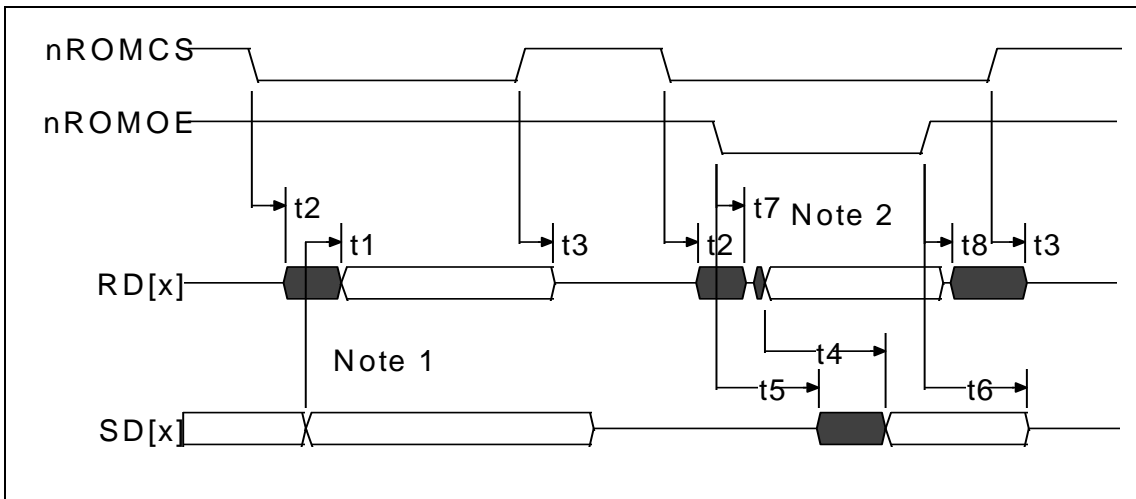 nROMCS
nROMOE
t2
t7
Note 2
t1
t3
t2
t8
t3
RD[x]
Note 1
t4
t5
t6
SD[x]